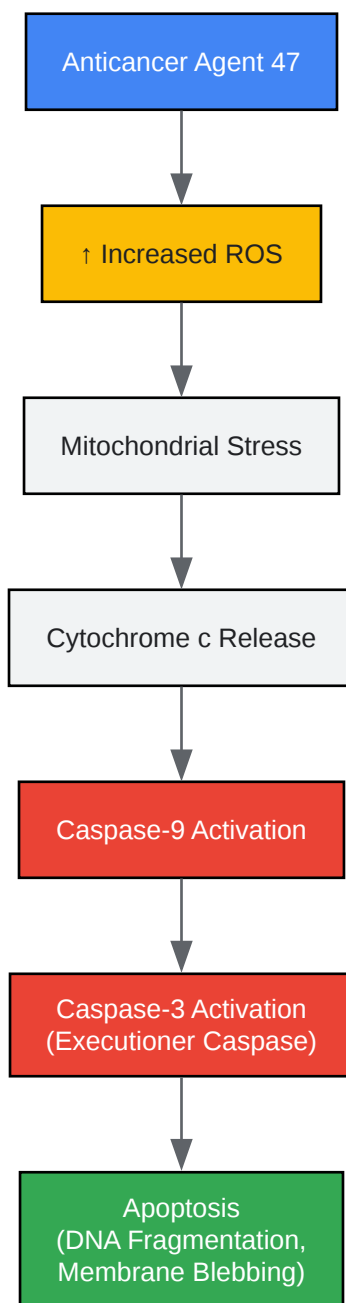 Anticancer Agent 47
↑ Increased ROS
Mitochondrial Stress
Cytochrome c Release
Caspase-9 Activation
Caspase-3 Activation
(Executioner Caspase)
Apoptosis
(DNA Fragmentation,
Membrane Blebbing)